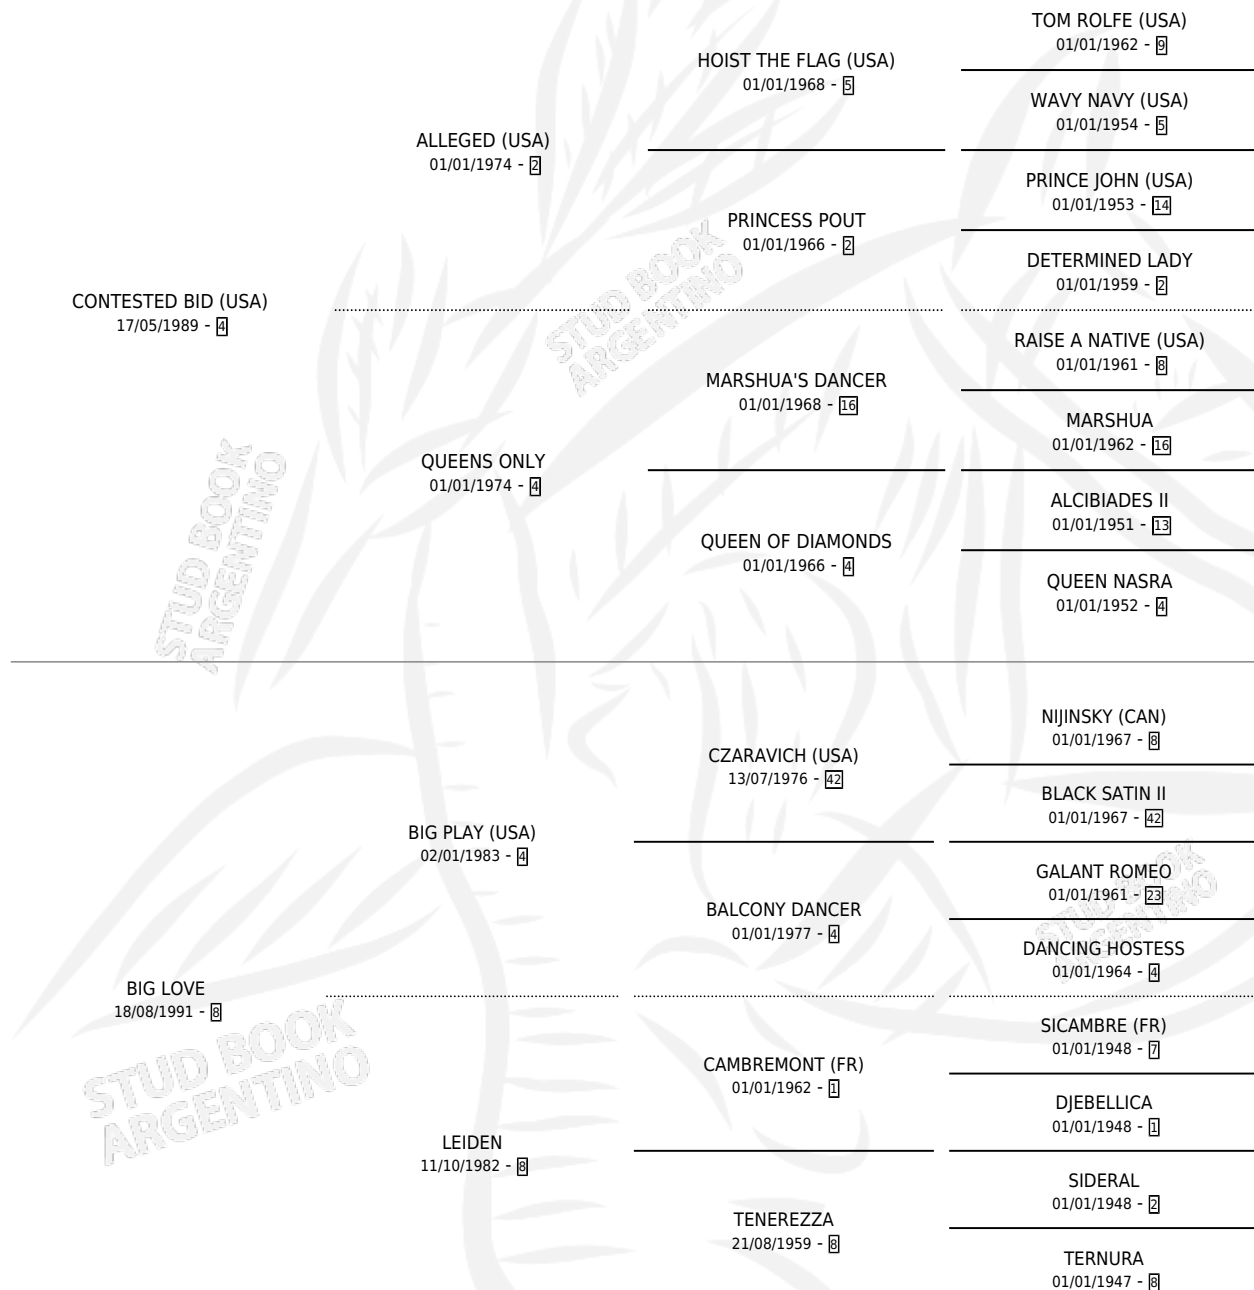 TOM ROLFE (USA)
01/01/1962 - 9
HOIST THE FLAG (USA)
01/01/1968 - 5
WAVY NAVY (USA)
01/01/1954 - 5
ALLEGED (USA)
01/01/1974 - 2
PRINCE JOHN (USA)
01/01/1953 - 14
PRINCESS POUT
01/01/1966 - 2
DETERMINED LADY
01/01/1959 - 2
CONTESTED BID (USA)
17/05/1989 - 4
RAISE A NATIVE (USA)
01/01/1961 - 8
MARSHUA'S DANCER
01/01/1968 - 16
MARSHUA
01/01/1962 - 16
QUEENS ONLY
01/01/1974 - 4
ALCIBIADES II
01/01/1951 - 13
QUEEN OF DIAMONDS
01/01/1966 - 4
QUEEN NASRA
01/01/1952 - 4
NIJINSKY (CAN)
01/01/1967 - 8
CZARAVICH (USA)
13/07/1976 - 42
BLACK SATIN II
01/01/1967 - 42
BIG PLAY (USA)
02/01/1983 - 4
GALANT ROMEO
01/01/1961 - 23
BALCONY DANCER
01/01/1977 - 4
DANCING HOSTESS
01/01/1964 - 4
BIG LOVE
18/08/1991 - 8
SICAMBRE (FR)
01/01/1948 - 7
CAMBREMONT (FR)
01/01/1962 - 1
DJEBELLICA
01/01/1948 - 1
LEIDEN
11/10/1982 - 8
SIDERAL
01/01/1948 - 2
TENEREZZA
21/08/1959 - 8
TERNURA
01/01/1947 - 8
STUD BOOK
ARGENTINO
STUD BOOK
ARGENTINO
STUD BOOK
ARGENTINO
STUD BOOK
ARGENTINO